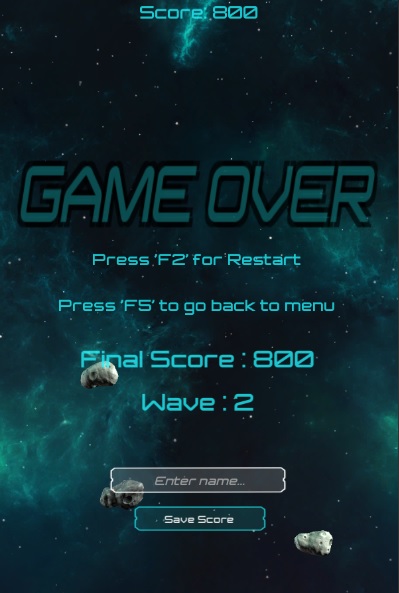 Score: 800
GAME OVER
Press 'F2' for Restart
Press 'F5' to go back to menu
Final Score : 800
Wave : 2
Enter name...
Save Score